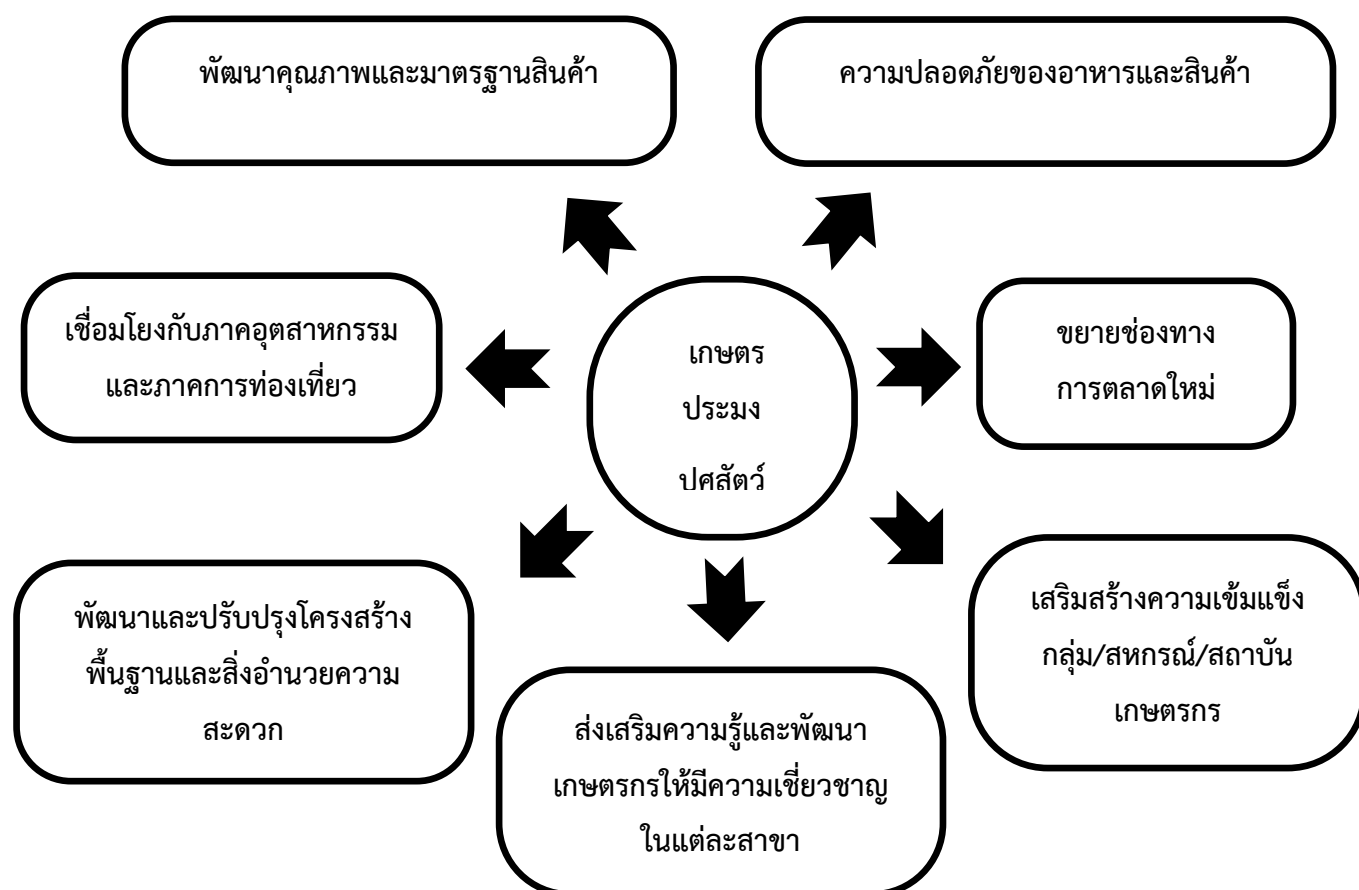 พัฒนาคุณภาพและมาตรฐานสินค้า
ความปลอดภัยของอาหารและสินค้า
เชื่อมโยงกับภาคอุตสาหกรรม
และภาคการท่องเที่ยว
เกษตร
ประมง
ปศุสัตว์
ขยายช่องทาง
การตลาดใหม่
พัฒนาและปรับปรุงโครงสร้าง
พื้นฐานและสิ่งอำนวยความ
สะดวก
ส่งเสริมความรู้และพัฒนา
เกษตรกรให้มีความเชี่ยวชาญ
ในแต่ละสาขา
เสริมสร้างความเข้มแข็ง
กลุ่ม/สหกรณ์/สถาบัน
เกษตรกร